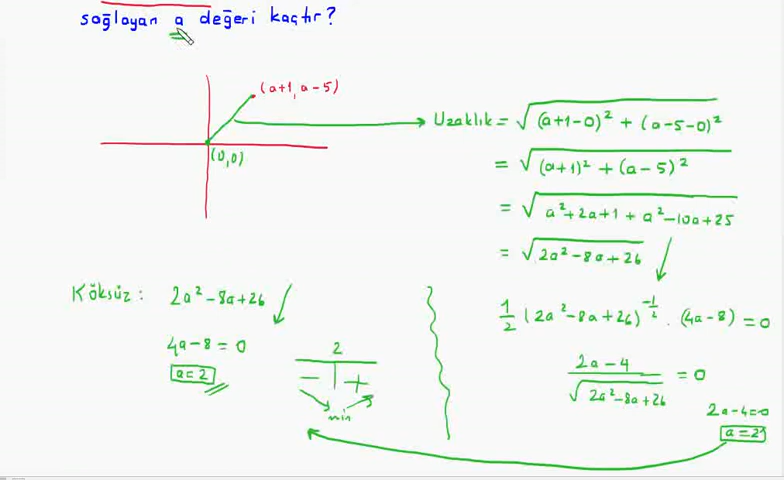 sağlayan a değeri kaçtır?
(a+1, a-5)
(0,0)
Uzaklık = √((a+1-0)² + (a-5-0)²)
= √((a+1)² + (a-5)²)
= √(a²+2a+1 + a²-10a+25)
= √(2a²-8a+26)
1/2 (2a²-8a+26)^(-1/2) . (4a-8) = 0
(2a-4)/√(2a²-8a+26) = 0
2a-4=0
a=2
Köksüz: 2a²-8a+26
4a-8=0
a=2
2
- +
min